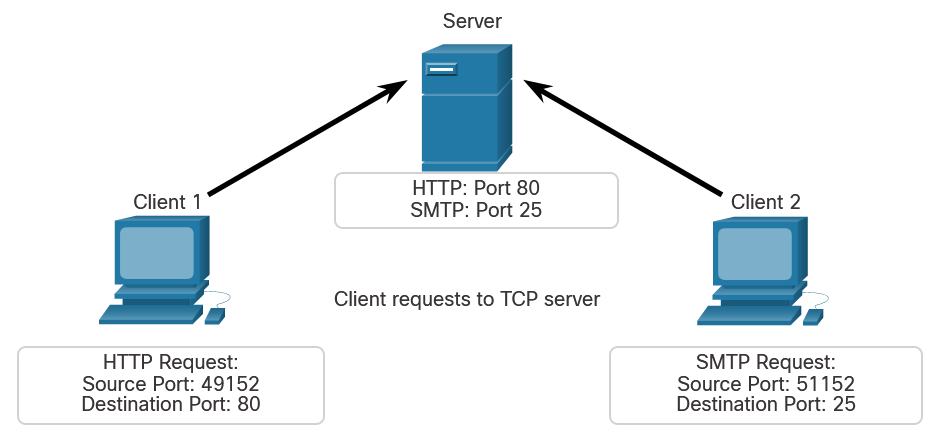 Server
HTTP: Port 80
SMTP: Port 25
Client 1
Client 2
Client requests to TCP server
HTTP Request:
Source Port: 49152
Destination Port: 80
SMTP Request:
Source Port: 51152
Destination Port: 25